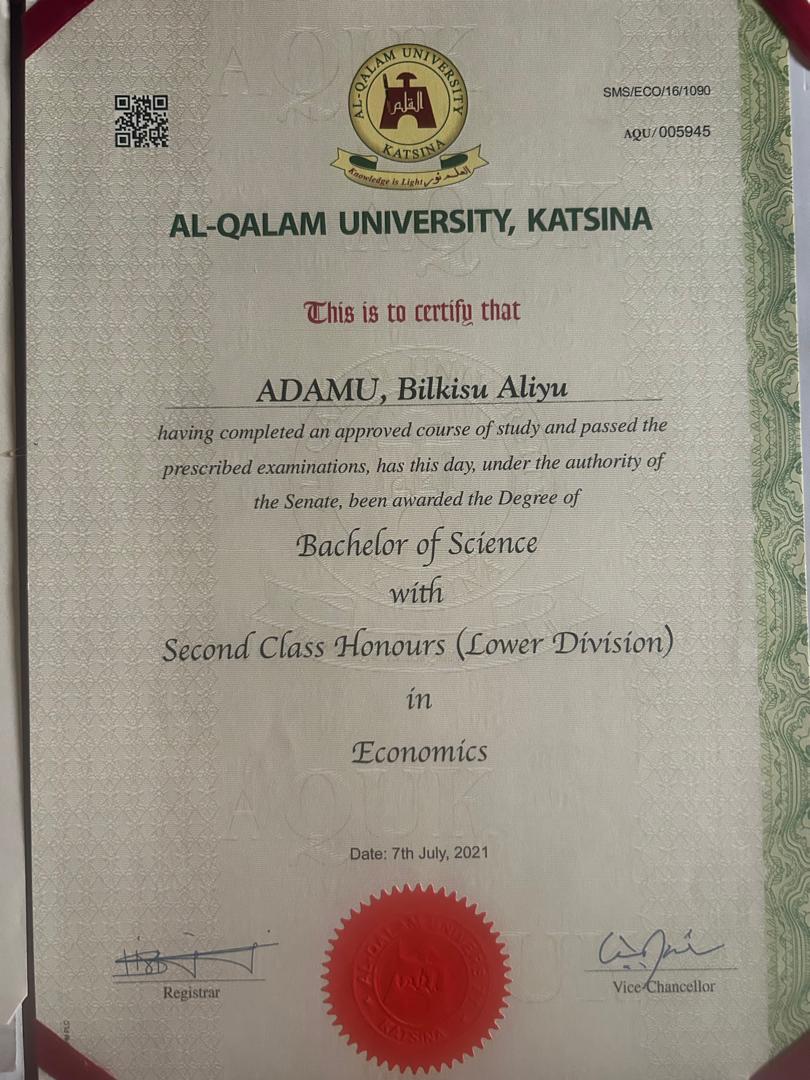 SMS/ECO/16/1090
AQU/005945
AL-QALAM UNIVERSITY
القلم
KATSINA
Knowledge is Light العلم نور
AL-QALAM UNIVERSITY, KATSINA
This is to certify that
ADAMU, Bilkisu Aliyu
having completed an approved course of study and passed the
prescribed examinations, has this day, under the authority of
the Senate, been awarded the Degree of
Bachelor of Science
with
Second Class Honours (Lower Division)
in
Economics
Date: 7th July, 2021
AL-QALAM UNIVERSITY
KATSINA
Registrar
Vice-Chancellor